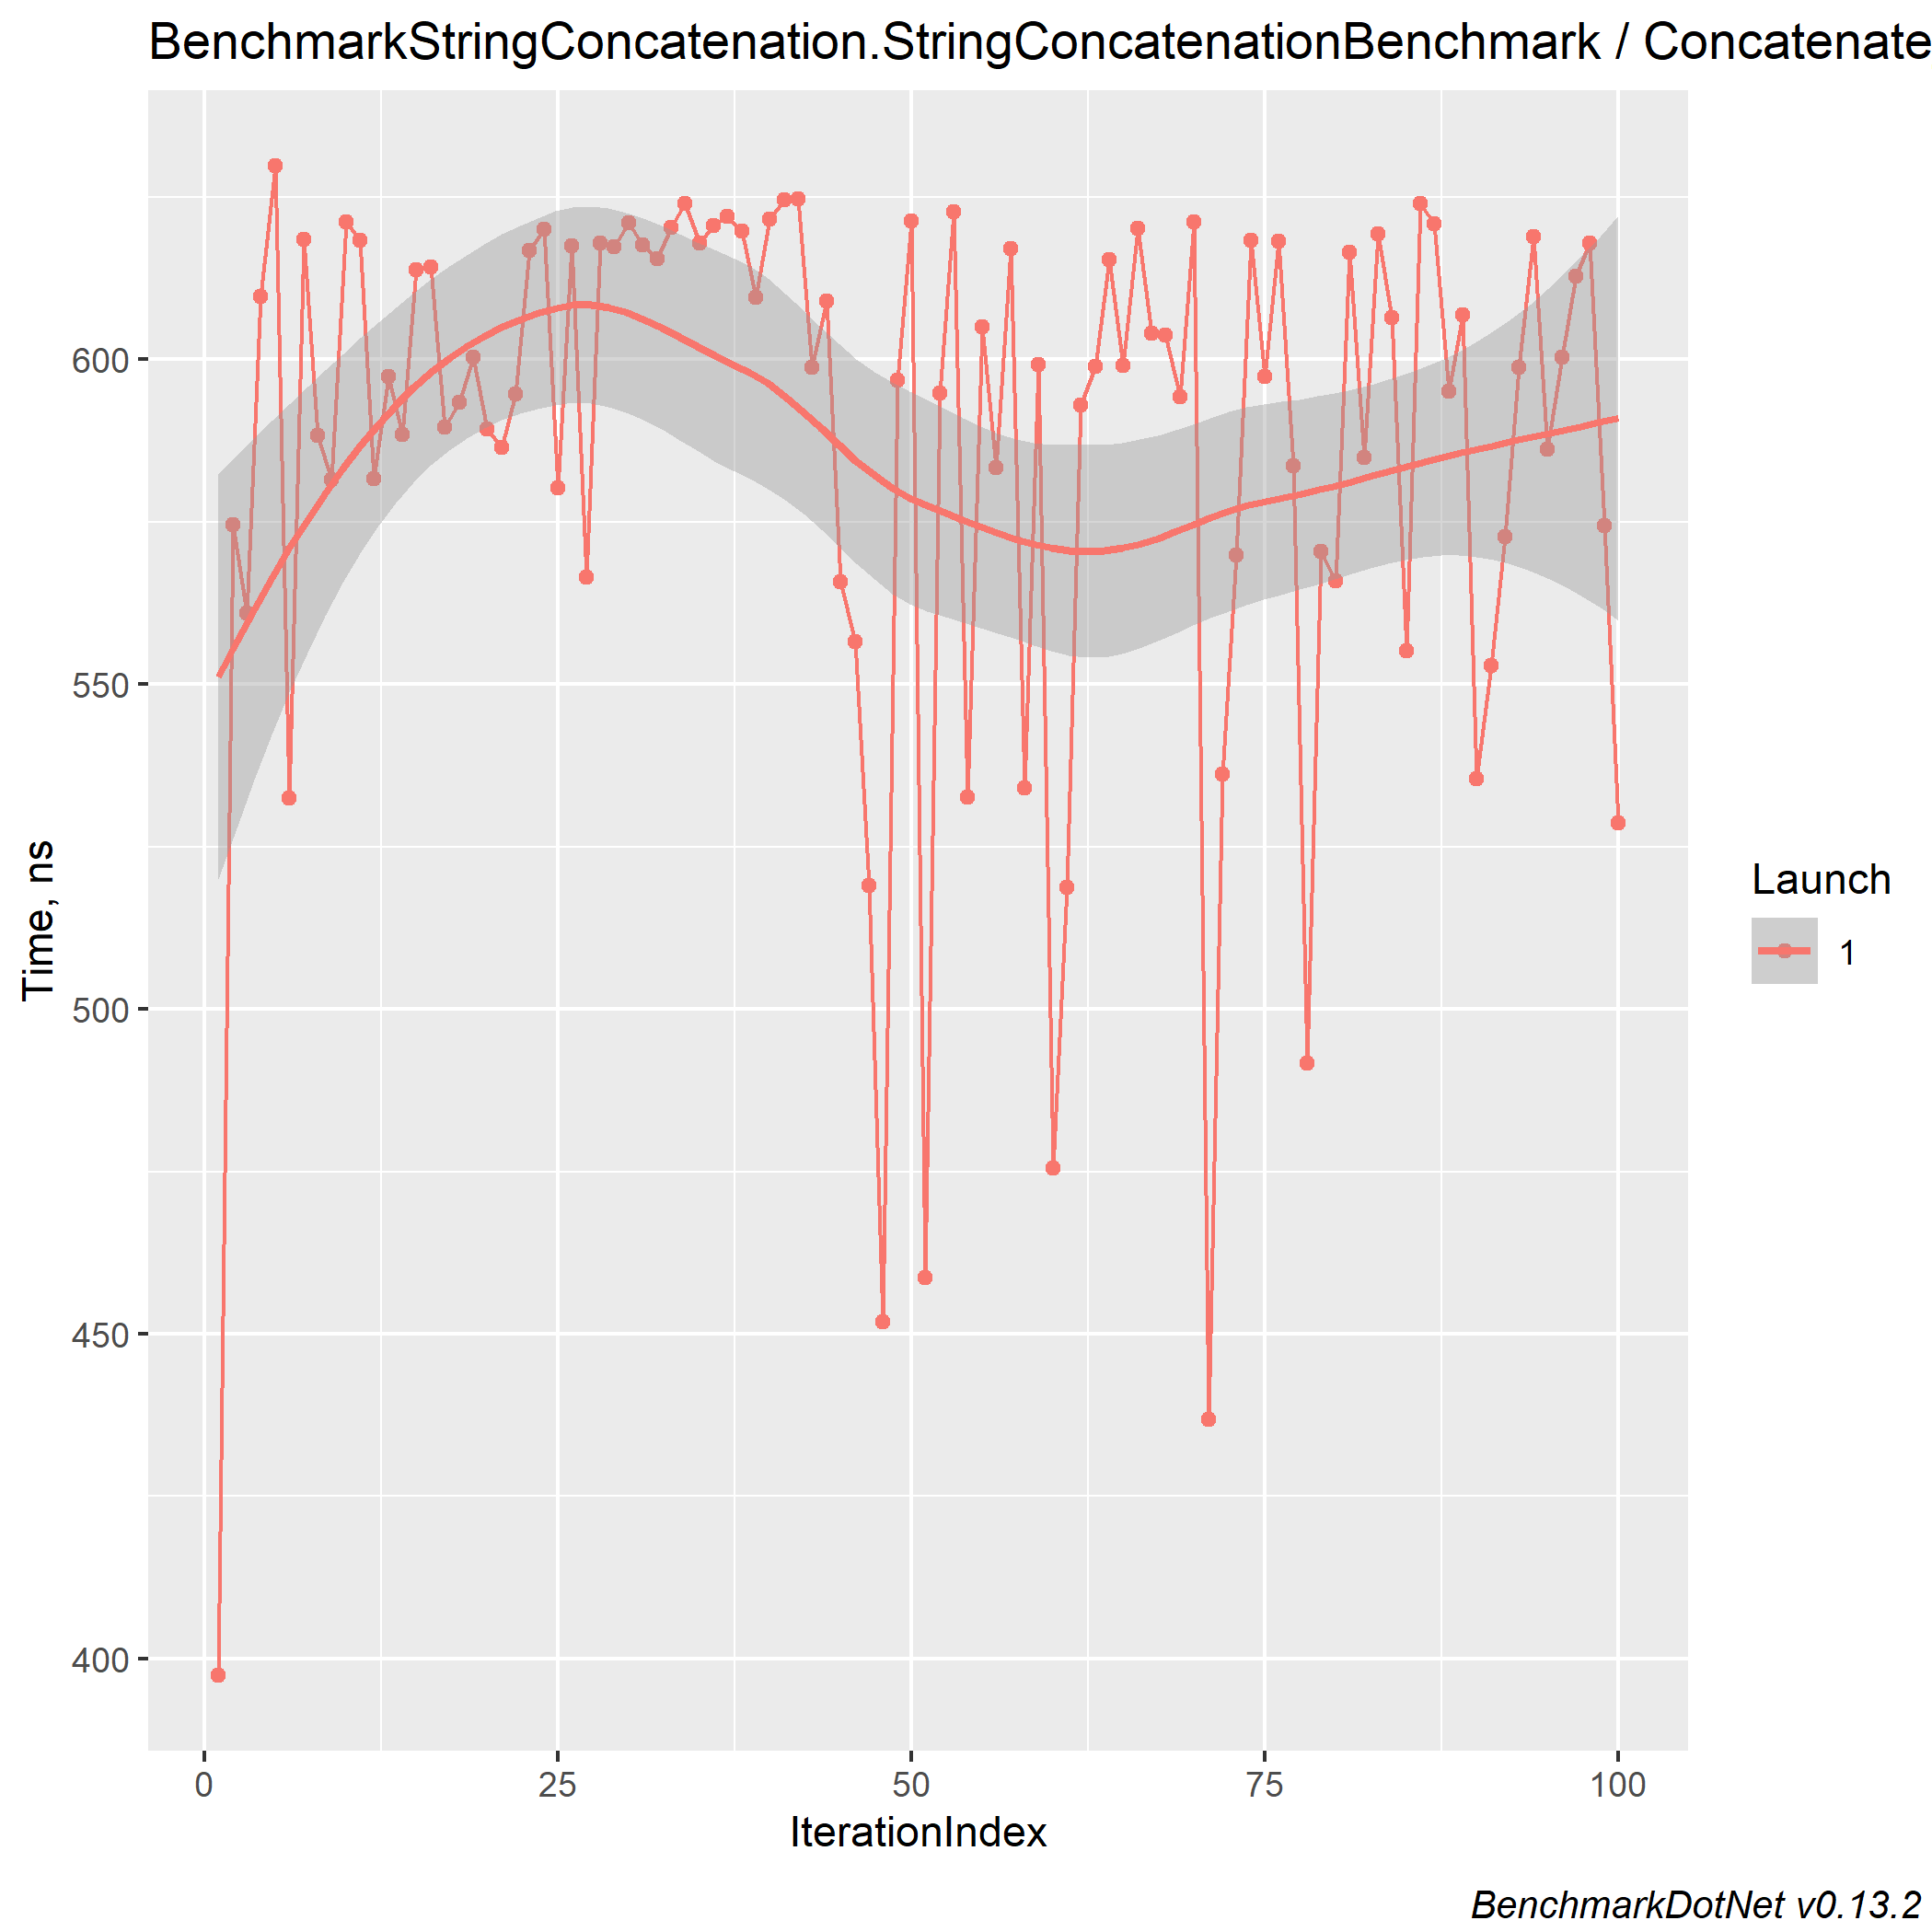 BenchmarkStringConcatenation.StringConcatenationBenchmark / Concatenate
600
550
500
450
400
Time, ns
0 25 50 75 100
IterationIndex
Launch
1
BenchmarkDotNet v0.13.2